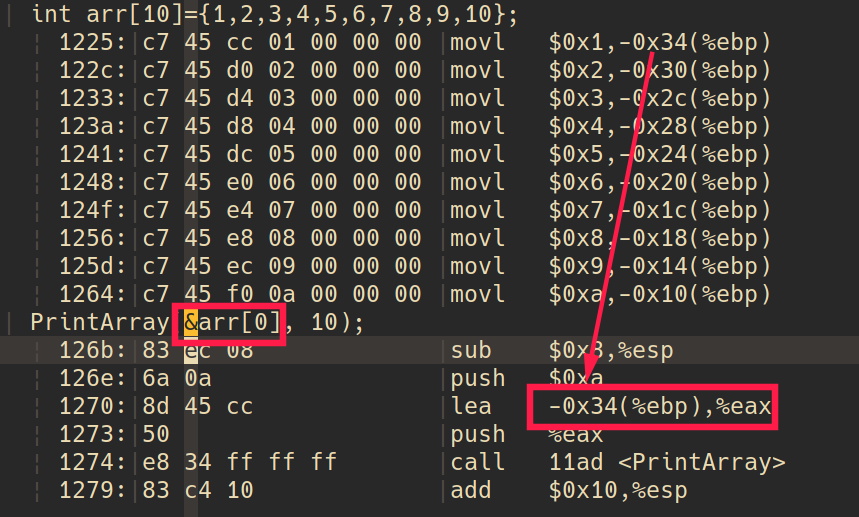 int arr[10]={1,2,3,4,5,6,7,8,9,10};
1225: c7 45 cc 01 00 00 00 movl $0x1,-0x34(%ebp)
122c: c7 45 d0 02 00 00 00 movl $0x2,-0x30(%ebp)
1233: c7 45 d4 03 00 00 00 movl $0x3,-0x2c(%ebp)
123a: c7 45 d8 04 00 00 00 movl $0x4,-0x28(%ebp)
1241: c7 45 dc 05 00 00 00 movl $0x5,-0x24(%ebp)
1248: c7 45 e0 06 00 00 00 movl $0x6,-0x20(%ebp)
124f: c7 45 e4 07 00 00 00 movl $0x7,-0x1c(%ebp)
1256: c7 45 e8 08 00 00 00 movl $0x8,-0x18(%ebp)
125d: c7 45 ec 09 00 00 00 movl $0x9,-0x14(%ebp)
1264: c7 45 f0 0a 00 00 00 movl $0xa,-0x10(%ebp)
PrintArray(&arr[0], 10);
126b: 83 ec 08 sub $0x8,%esp
126e: 6a 0a push $0xa
1270: 8d 45 cc lea -0x34(%ebp),%eax
1273: 50 push %eax
1274: e8 34 ff ff ff call 11ad <PrintArray>
1279: 83 c4 10 add $0x10,%esp